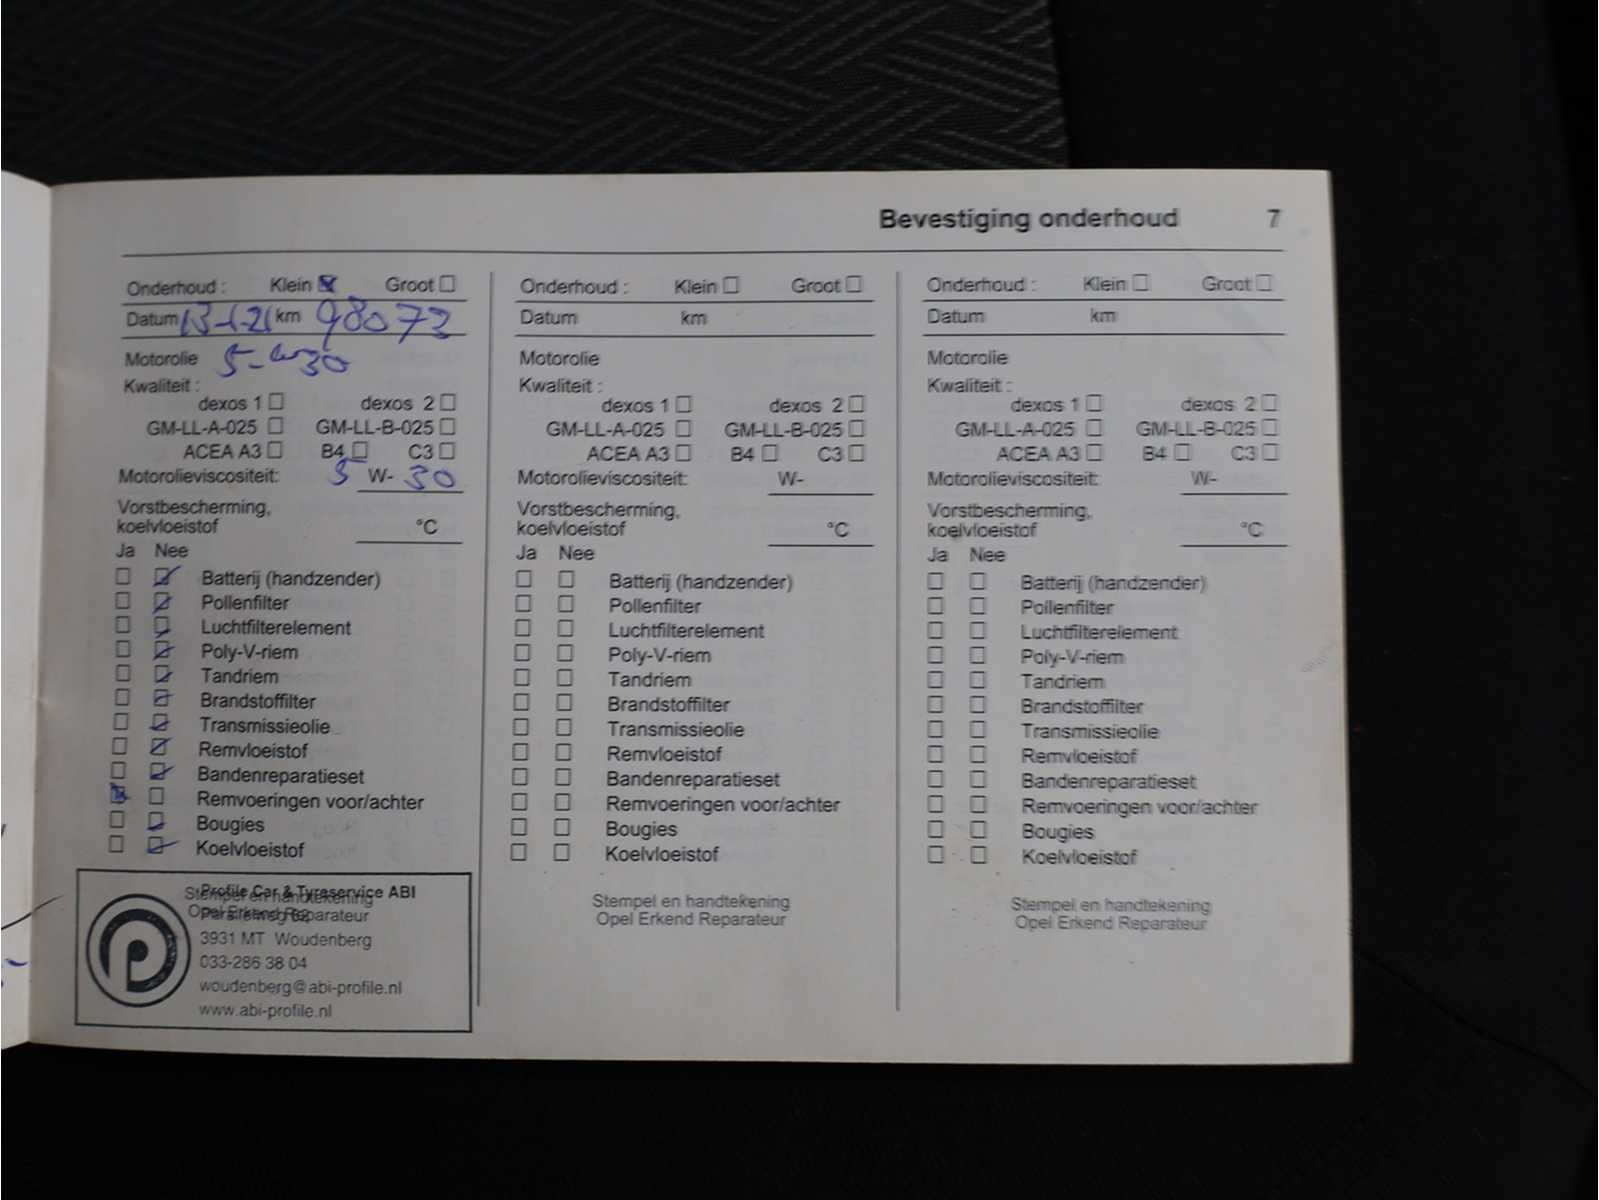 Bevestiging onderhoud 7
Onderhoud : Klein ☒ Groot ☐
Datum 13-1-21 km 98073
Motorolie 5-w30
Kwaliteit :
dexos 1 ☐ dexos 2 ☐
GM-LL-A-025 ☐ GM-LL-B-025 ☐
ACEA A3 ☐ B4 ☐ C3 ☐
Motorolieviscositeit: 5 W- 30
Vorstbescherming,
koelvloeistof °C
Ja Nee
☐ ☑ Batterij (handzender)
☐ ☑ Pollenfilter
☐ ☑ Luchtfilterelement
☐ ☑ Poly-V-riem
☐ ☑ Tandriem
☐ ☑ Brandstoffilter
☐ ☑ Transmissieolie
☐ ☑ Remvloeistof
☐ ☑ Bandenreparatieset
☒ ☐ Remvoeringen voor/achter
☐ ☑ Bougies
☐ ☑ Koelvloeistof
Stempel en handtekening
Opel Erkend Reparateur
Profile Car & Tyreservice ABI
3931 MT Woudenberg
033-286 38 04
woudenberg@abi-profile.nl
www.abi-profile.nl
Onderhoud : Klein ☐ Groot ☐
Datum km
Motorolie
Kwaliteit :
dexos 1 ☐ dexos 2 ☐
GM-LL-A-025 ☐ GM-LL-B-025 ☐
ACEA A3 ☐ B4 ☐ C3 ☐
Motorolieviscositeit: W-
Vorstbescherming,
koelvloeistof °C
Ja Nee
☐ ☐ Batterij (handzender)
☐ ☐ Pollenfilter
☐ ☐ Luchtfilterelement
☐ ☐ Poly-V-riem
☐ ☐ Tandriem
☐ ☐ Brandstoffilter
☐ ☐ Transmissieolie
☐ ☐ Remvloeistof
☐ ☐ Bandenreparatieset
☐ ☐ Remvoeringen voor/achter
☐ ☐ Bougies
☐ ☐ Koelvloeistof
Stempel en handtekening
Opel Erkend Reparateur
Onderhoud : Klein ☐ Groot ☐
Datum km
Motorolie
Kwaliteit :
dexos 1 ☐ dexos 2 ☐
GM-LL-A-025 ☐ GM-LL-B-025 ☐
ACEA A3 ☐ B4 ☐ C3 ☐
Motorolieviscositeit: W-
Vorstbescherming,
koelvloeistof °C
Ja Nee
☐ ☐ Batterij (handzender)
☐ ☐ Pollenfilter
☐ ☐ Luchtfilterelement
☐ ☐ Poly-V-riem
☐ ☐ Tandriem
☐ ☐ Brandstoffilter
☐ ☐ Transmissieolie
☐ ☐ Remvloeistof
☐ ☐ Bandenreparatieset
☐ ☐ Remvoeringen voor/achter
☐ ☐ Bougies
☐ ☐ Koelvloeistof
Stempel en handtekening
Opel Erkend Reparateur